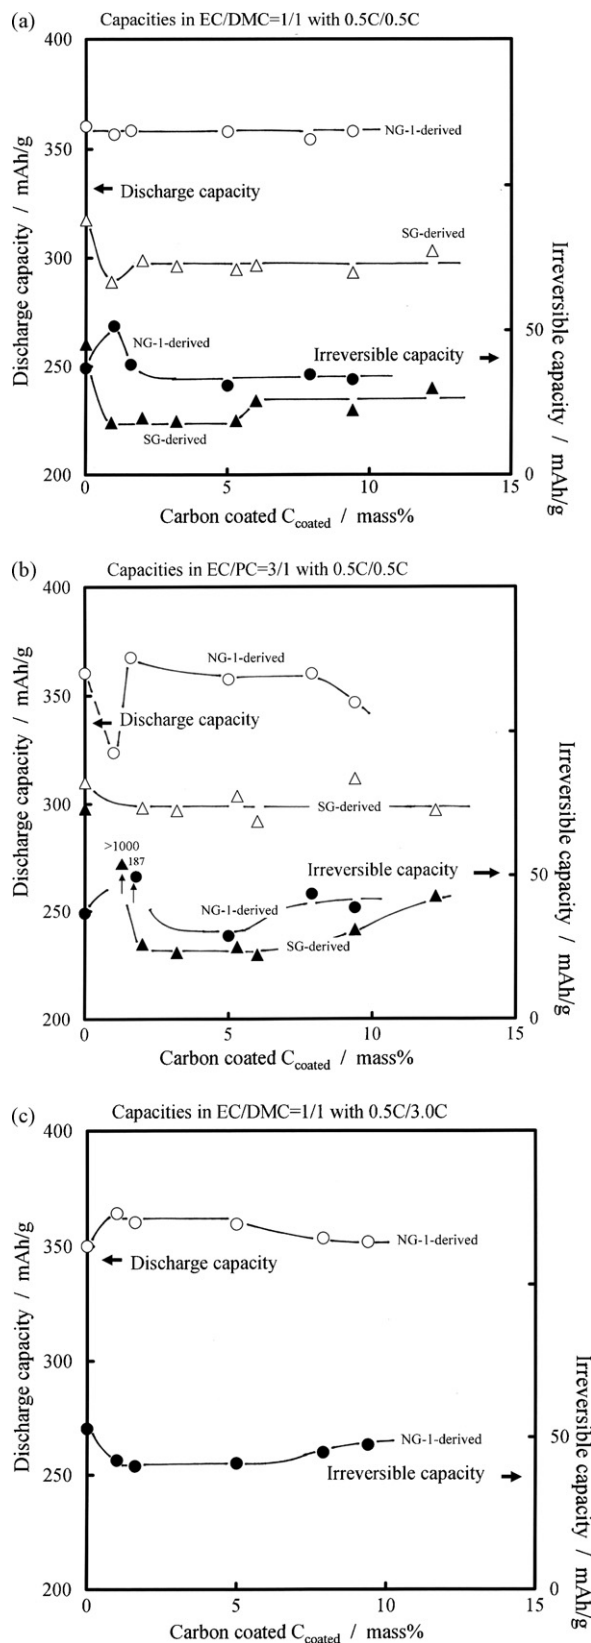 (a)
Capacities in EC/DMC=1/1 with 0.5C/0.5C
400
350
300
250
200
Discharge capacity / mAh/g
NG-1-derived
Discharge capacity
SG-derived
NG-1-derived
Irreversible capacity
SG-derived
50
0
Irreversible capacity / mAh/g
0
5
10
15
Carbon coated Ccoated / mass%
(b)
Capacities in EC/PC=3/1 with 0.5C/0.5C
400
350
300
250
200
Discharge capacity / mAh/g
NG-1-derived
Discharge capacity
SG-derived
>1000
187
Irreversible capacity
NG-1-derived
SG-derived
50
0
Irreversible capacity / mAh/g
0
5
10
15
Carbon coated Ccoated / mass%
(c)
Capacities in EC/DMC=1/1 with 0.5C/3.0C
400
350
300
250
200
Discharge capacity / mAh/g
NG-1-derived
Discharge capacity
NG-1-derived
Irreversible capacity
50
0
Irreversible capacity / mAh/g
0
5
10
15
Carbon coated Ccoated / mass%